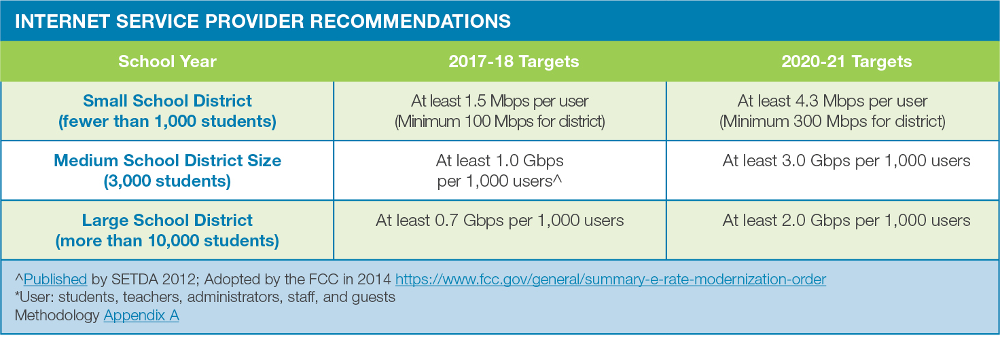 INTERNET SERVICE PROVIDER RECOMMENDATIONS
School Year 2017-18 Targets 2020-21 Targets
Small School District
(fewer than 1,000 students)
At least 1.5 Mbps per user
(Minimum 100 Mbps for district)
At least 4.3 Mbps per user
(Minimum 300 Mbps for district)
Medium School District Size
(3,000 students)
At least 1.0 Gbps
per 1,000 users^
At least 3.0 Gbps per 1,000 users
Large School District
(more than 10,000 students)
At least 0.7 Gbps per 1,000 users
At least 2.0 Gbps per 1,000 users
^Published by SETDA 2012; Adopted by the FCC in 2014 https://www.fcc.gov/general/summary-e-rate-modernization-order
*User: students, teachers, administrators, staff, and guests
Methodology Appendix A